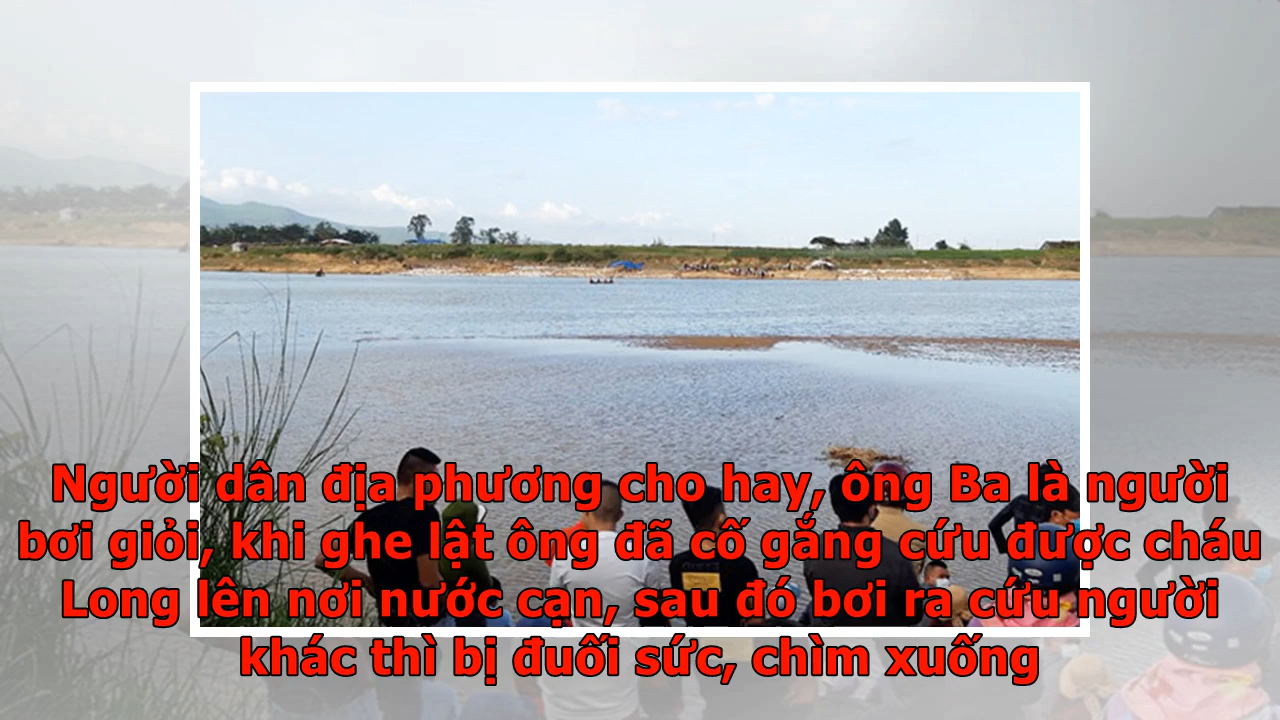 Người dân địa phương cho hay, ông Ba là người
bơi giỏi, khi ghe lật ông đã cố gắng cứu được cháu
Long lên nơi nước cạn, sau đó bơi ra cứu người
khác thì bị đuối sức, chìm xuống